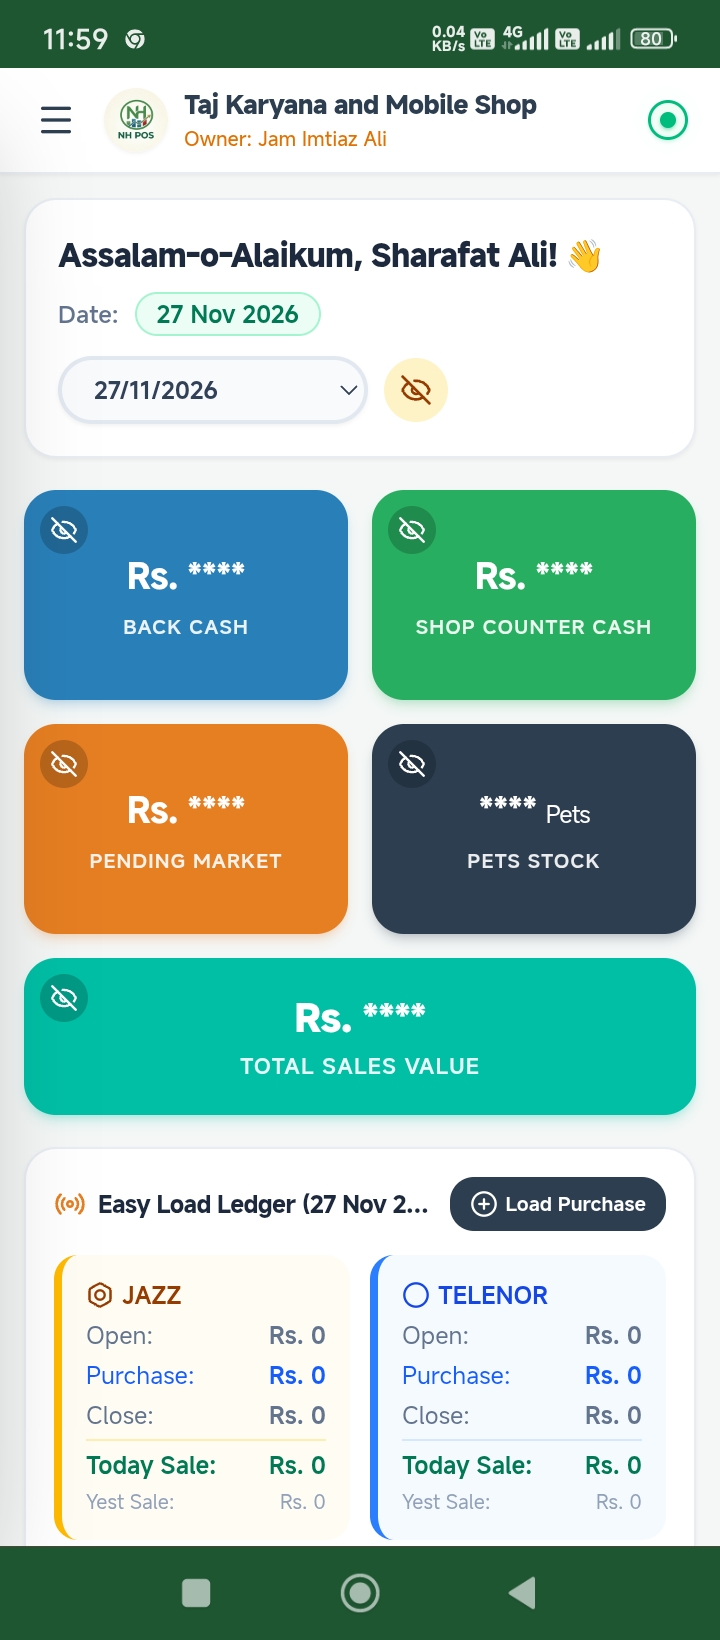 11:59
0.04 KB/s Vo LTE 4G Vo LTE 80
NH
NH POS
Taj Karyana and Mobile Shop
Owner: Jam Imtiaz Ali
Assalam-o-Alaikum, Sharafat Ali! 👋
Date: 27 Nov 2026
27/11/2026
Rs. ****
BACK CASH
Rs. ****
SHOP COUNTER CASH
Rs. ****
PENDING MARKET
**** Pets
PETS STOCK
Rs. ****
TOTAL SALES VALUE
Easy Load Ledger (27 Nov 2...
Load Purchase
JAZZ
Open: Rs. 0
Purchase: Rs. 0
Close: Rs. 0
Today Sale: Rs. 0
Yest Sale: Rs. 0
TELENOR
Open: Rs. 0
Purchase: Rs. 0
Close: Rs. 0
Today Sale: Rs. 0
Yest Sale: Rs. 0